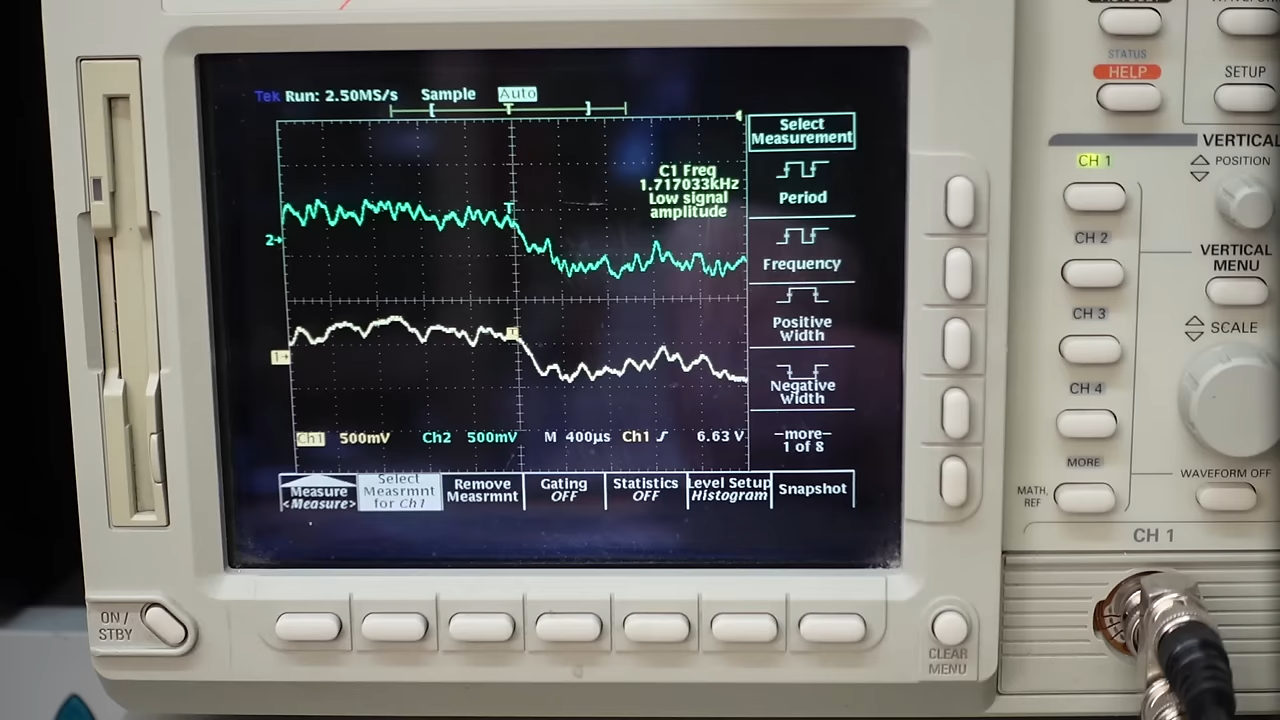 Tek Run: 2.50MS/s Sample Auto
T
Select
Measurement
C1 Freq
1.717033kHz
Low signal
amplitude
Period
Frequency
Positive
Width
Negative
Width
-more-
1 of 8
2
1
Ch1 500mV Ch2 500mV M 400µs Ch1 6.63 V
Measure
<Measure>
Select
Measrmnt
for Ch1
Remove
Measrmnt
Gating
OFF
Statistics
OFF
Level Setup
Histogram
Snapshot
ON /
STBY
CLEAR
MENU
STATUS
HELP
SETUP
VERTICAL
CH 1
POSITION
CH 2
VERTICAL
MENU
CH 3
SCALE
CH 4
MORE
WAVEFORM OFF
MATH,
REF
CH 1